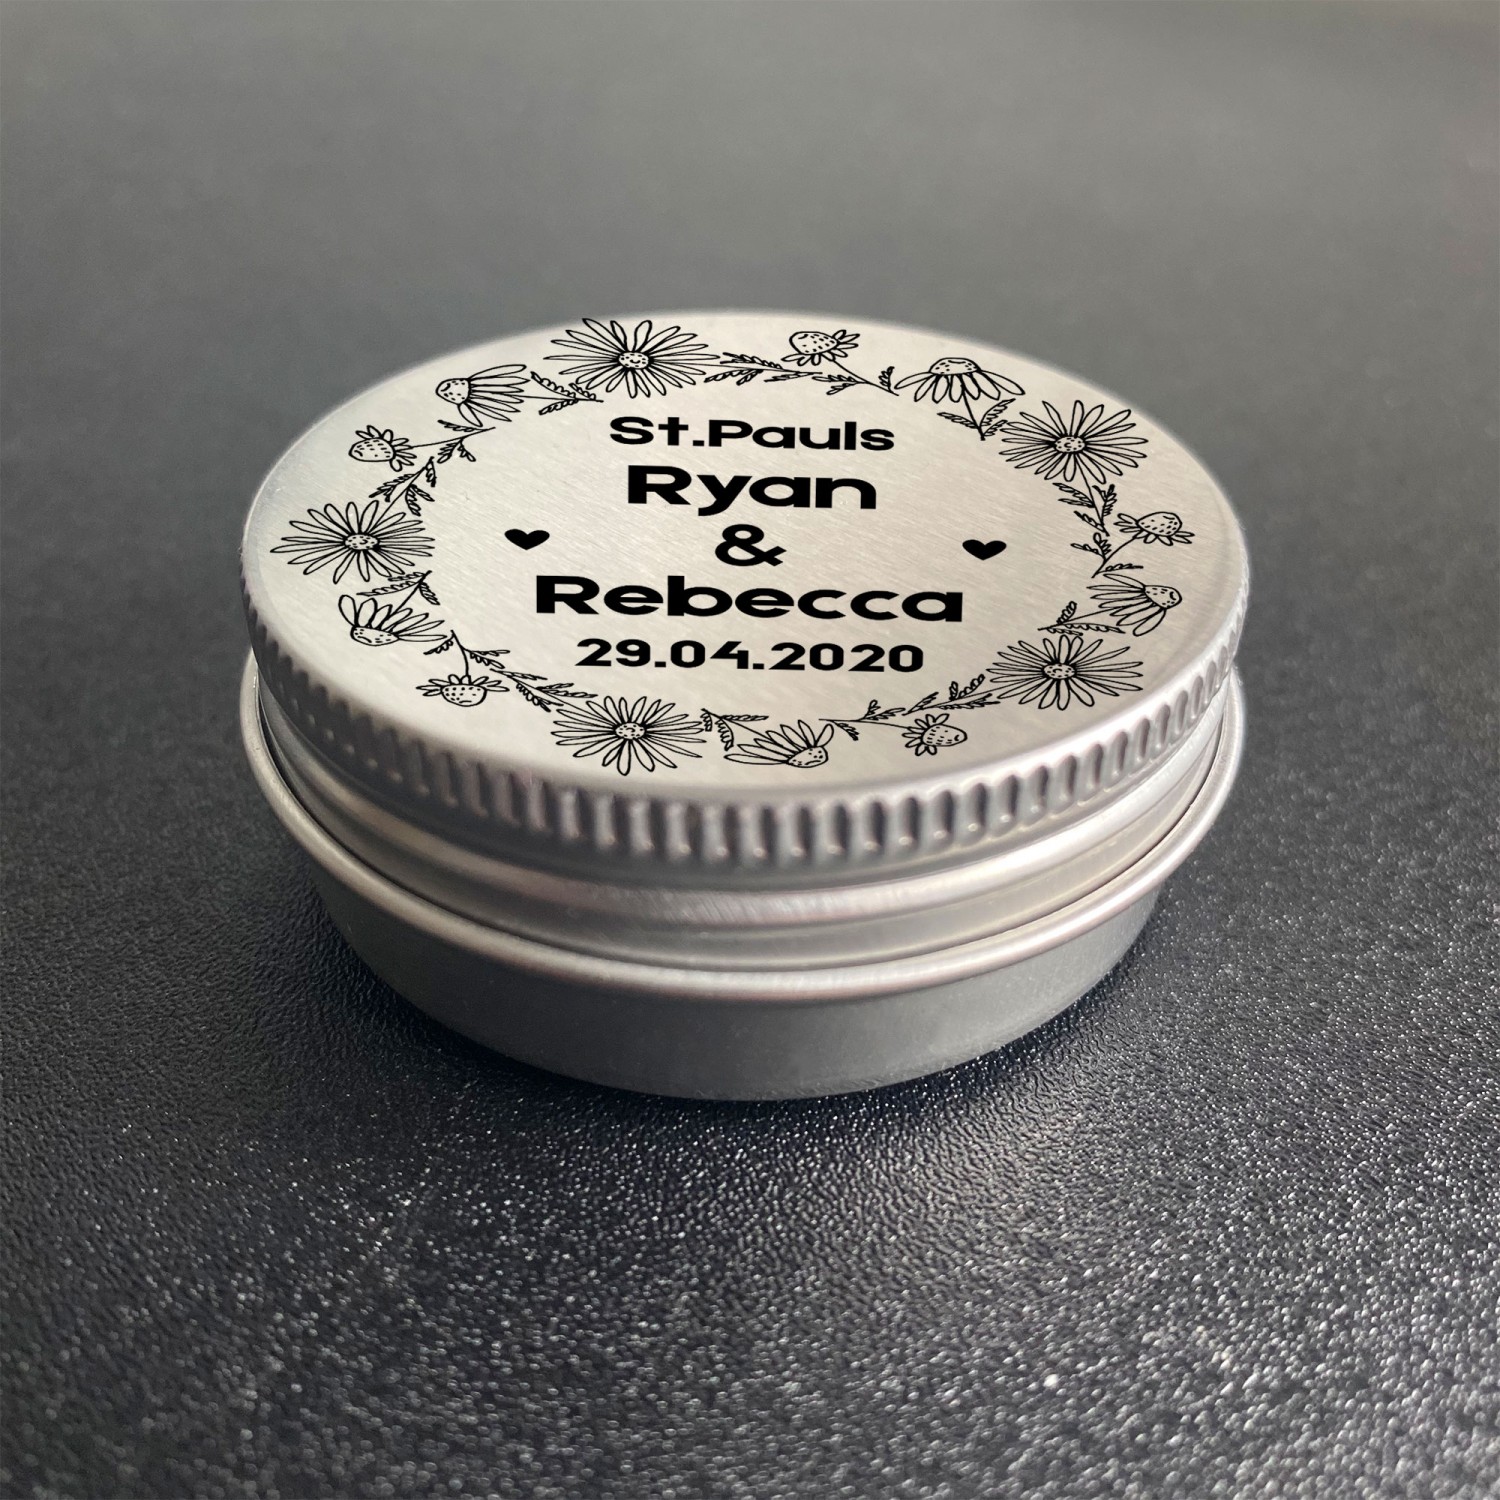 St.Pauls
Ryan
&
Rebecca
29.04.2020